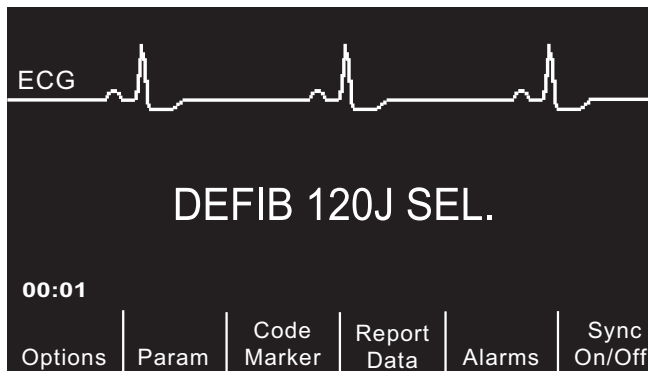 ECG
DEFIB 120J SEL.
00:01
Options
Param
Code
Marker
Report
Data
Alarms
Sync
On/Off